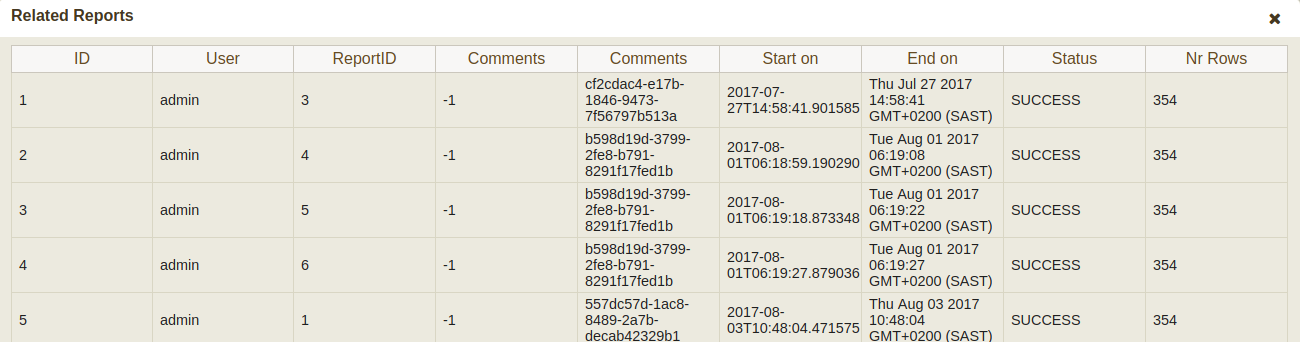 Related Reports ✖
ID User ReportID Comments Comments Start on End on Status Nr Rows
1 admin 3 -1 cf2cdac4-e17b-1846-9473-7f56797b513a 2017-07-27T14:58:41.901585 Thu Jul 27 2017 14:58:41 GMT+0200 (SAST) SUCCESS 354
2 admin 4 -1 b598d19d-3799-2fe8-b791-8291f17fed1b 2017-08-01T06:18:59.190290 Tue Aug 01 2017 06:19:08 GMT+0200 (SAST) SUCCESS 354
3 admin 5 -1 b598d19d-3799-2fe8-b791-8291f17fed1b 2017-08-01T06:19:18.873348 Tue Aug 01 2017 06:19:22 GMT+0200 (SAST) SUCCESS 354
4 admin 6 -1 b598d19d-3799-2fe8-b791-8291f17fed1b 2017-08-01T06:19:27.879036 Tue Aug 01 2017 06:19:27 GMT+0200 (SAST) SUCCESS 354
5 admin 1 -1 557dc57d-1ac8-8489-2a7b-decab42329b1 2017-08-03T10:48:04.471575 Thu Aug 03 2017 10:48:04 GMT+0200 (SAST) SUCCESS 354